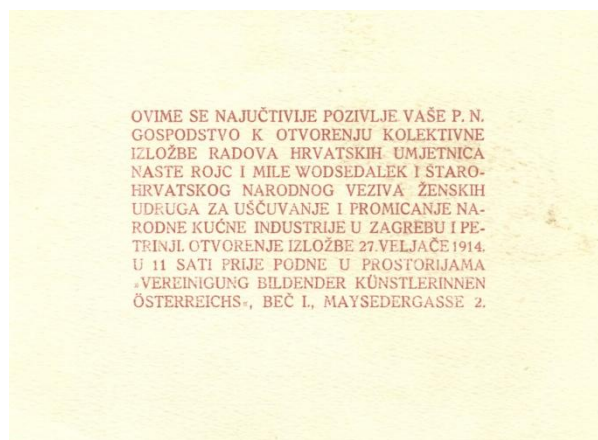 OVIME SE NAJUČTIVIJE POZIVLJE VAŠE P. N.
GOSPODSTVO K OTVORENJU KOLEKTIVNE
IZLOŽBE RADOVA HRVATSKIH UMJETNICA
NASTE ROJC I MILE WODSEDALEK I STARO-
HRVATSKOG NARODNOG VEZIVA ŽENSKIH
UDRUGA ZA UŠČUVANJE I PROMICANJE NA-
RODNE KUĆNE INDUSTRIJE U ZAGREBU I PE-
TRINJI. OTVORENJE IZLOŽBE 27. VELJAČE 1914.
U 11 SATI PRIJE PODNE U PROSTORIJAMA
»VEREINIGUNG BILDENDER KÜNSTLERINNEN
ÖSTERREICHS«, BEČ I., MAYSEDERGASSE 2.